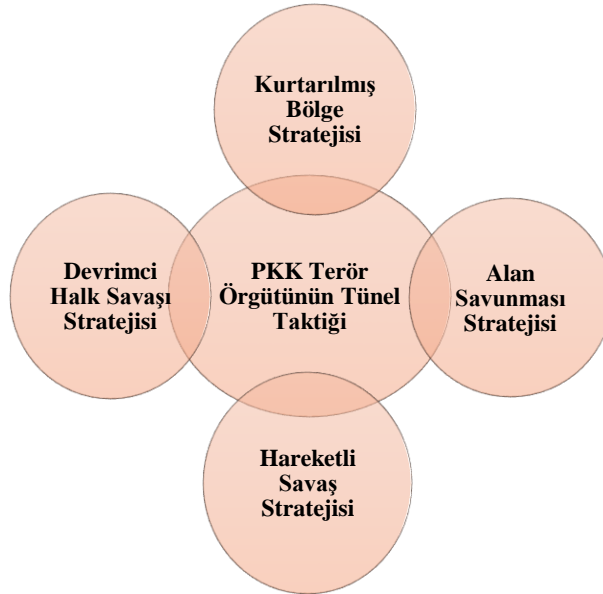 Kurtarılmış
Bölge
Stratejisi
Devrimci
Halk Savaşı
Stratejisi
PKK Terör
Örgütünün Tünel
Taktiği
Alan
Savunması
Stratejisi
Hareketli
Savaş
Stratejisi